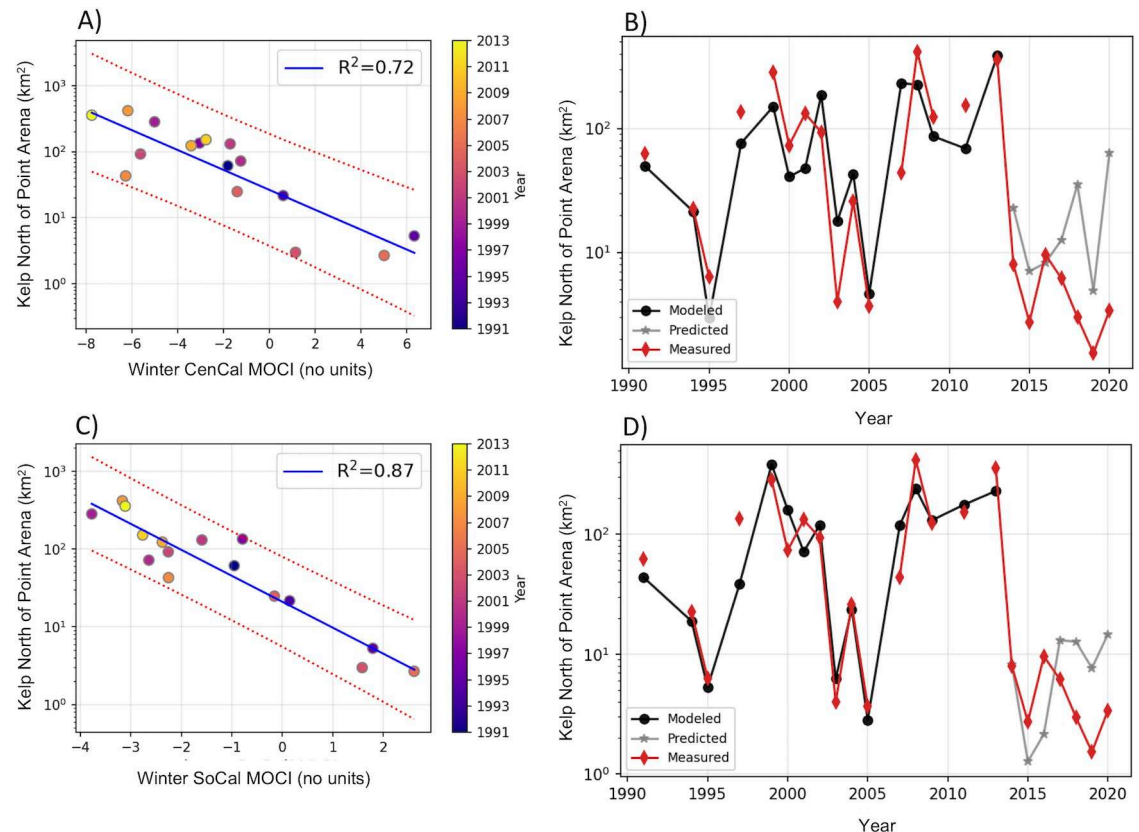 A)
Kelp North of Point Arena (km²)
10³
10²
10¹
10⁰
R²=0.72
−8 −6 −4 −2 0 2 4 6
Winter CenCal MOCI (no units)
2013
2011
2009
2007
2005
2003
2001
1999
1997
1995
1993
1991
Year
B)
Kelp North of Point Arena (km²)
10²
10¹
Modeled
Predicted
Measured
1990 1995 2000 2005 2010 2015 2020
Year
C)
Kelp North of Point Arena (km²)
10³
10²
10¹
10⁰
R²=0.87
−4 −3 −2 −1 0 1 2
Winter SoCal MOCI (no units)
2013
2011
2009
2007
2005
2003
2001
1999
1997
1995
1993
1991
Year
D)
Kelp North of Point Arena (km²)
10²
10¹
10⁰
Modeled
Predicted
Measured
1990 1995 2000 2005 2010 2015 2020
Year